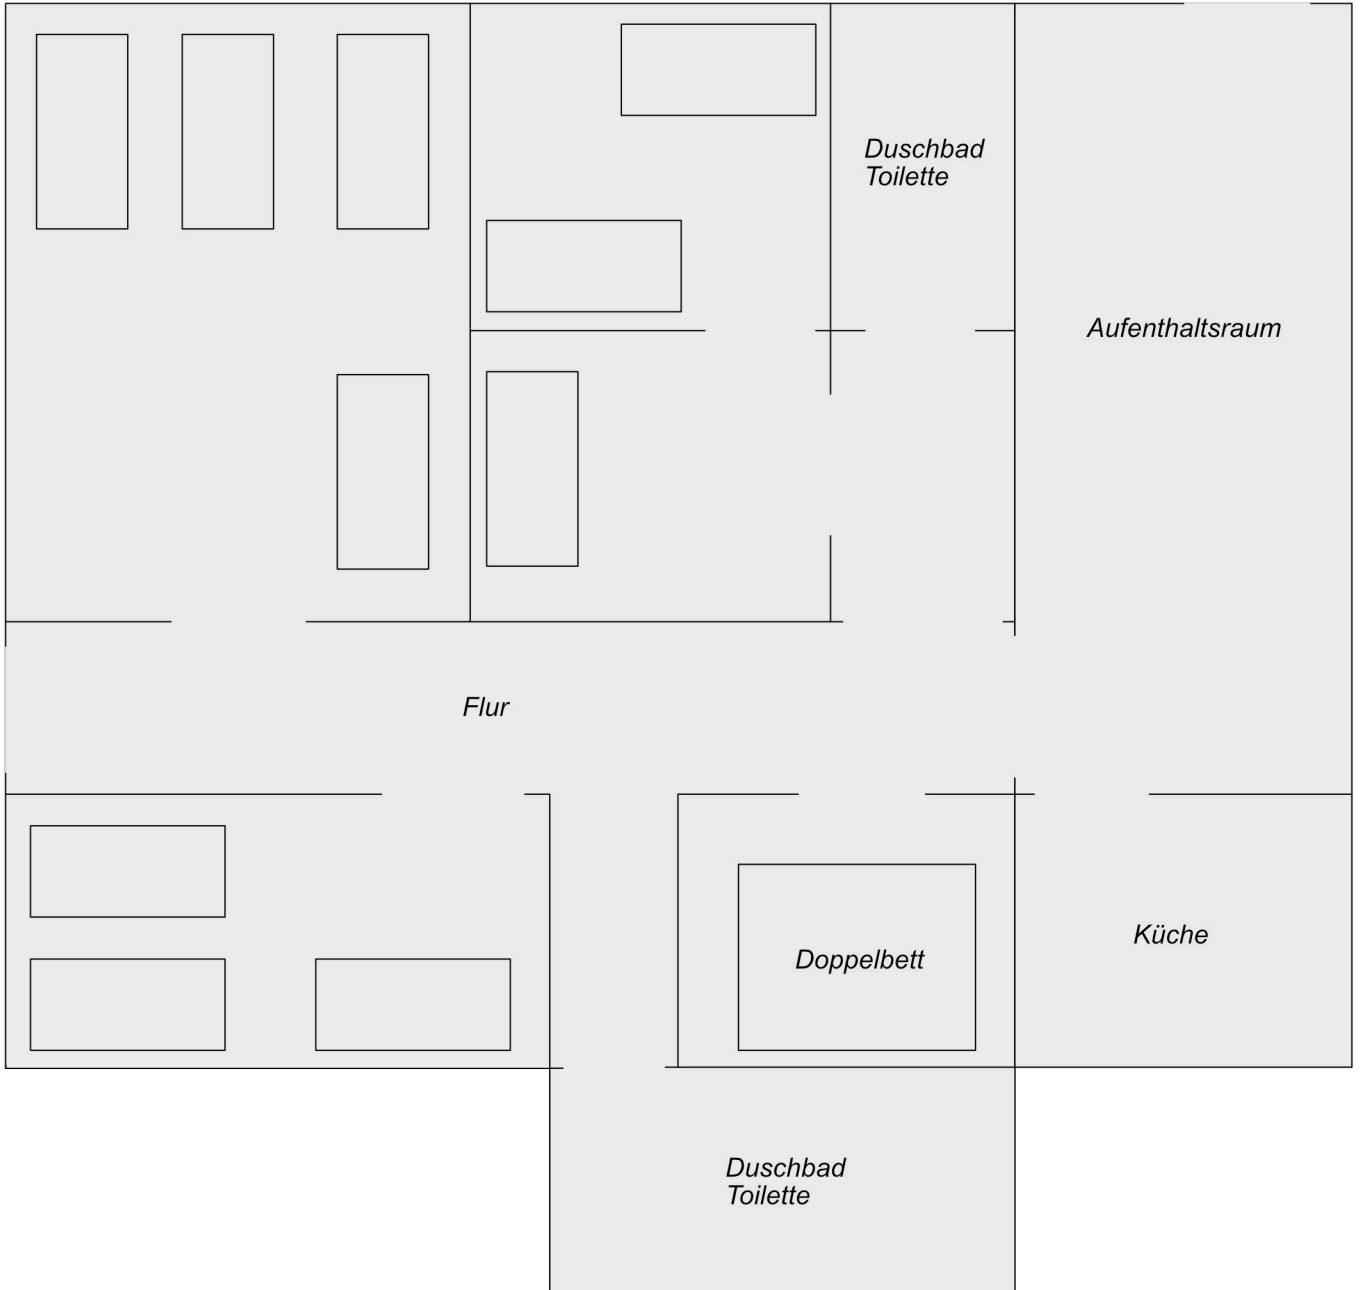 Duschbad
Toilette
Aufenthaltsraum
Flur
Küche
Doppelbett
Duschbad
Toilette